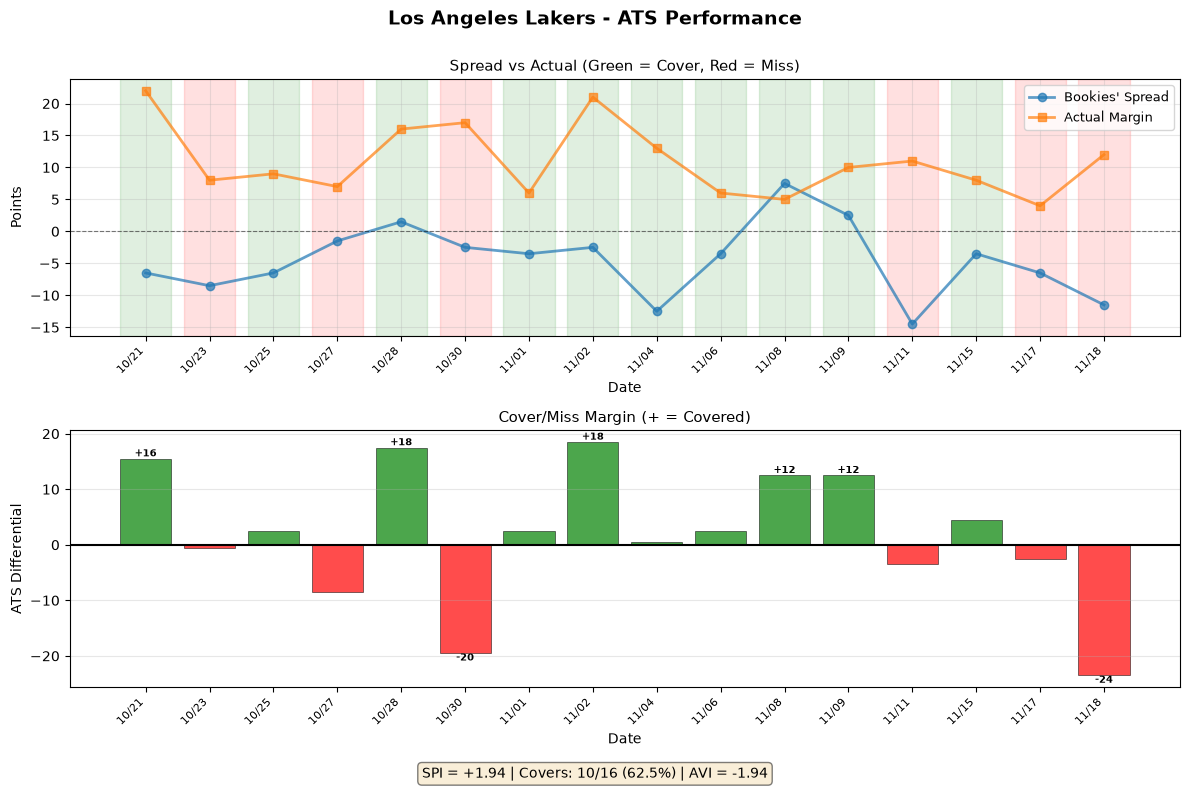 Los Angeles Lakers - ATS Performance
Spread vs Actual (Green = Cover, Red = Miss)
Bookies' Spread
Actual Margin
Points
20
15
10
5
0
−5
−10
−15
10/21 10/23 10/25 10/27 10/28 10/30 11/01 11/02 11/04 11/06 11/08 11/09 11/11 11/15 11/17 11/18
Date
Cover/Miss Margin (+ = Covered)
ATS Differential
20
10
0
−10
−20
+16 +18 +18 +12 +12
-20 -24
10/21 10/23 10/25 10/27 10/28 10/30 11/01 11/02 11/04 11/06 11/08 11/09 11/11 11/15 11/17 11/18
Date
SPI = +1.94 | Covers: 10/16 (62.5%) | AVI = -1.94